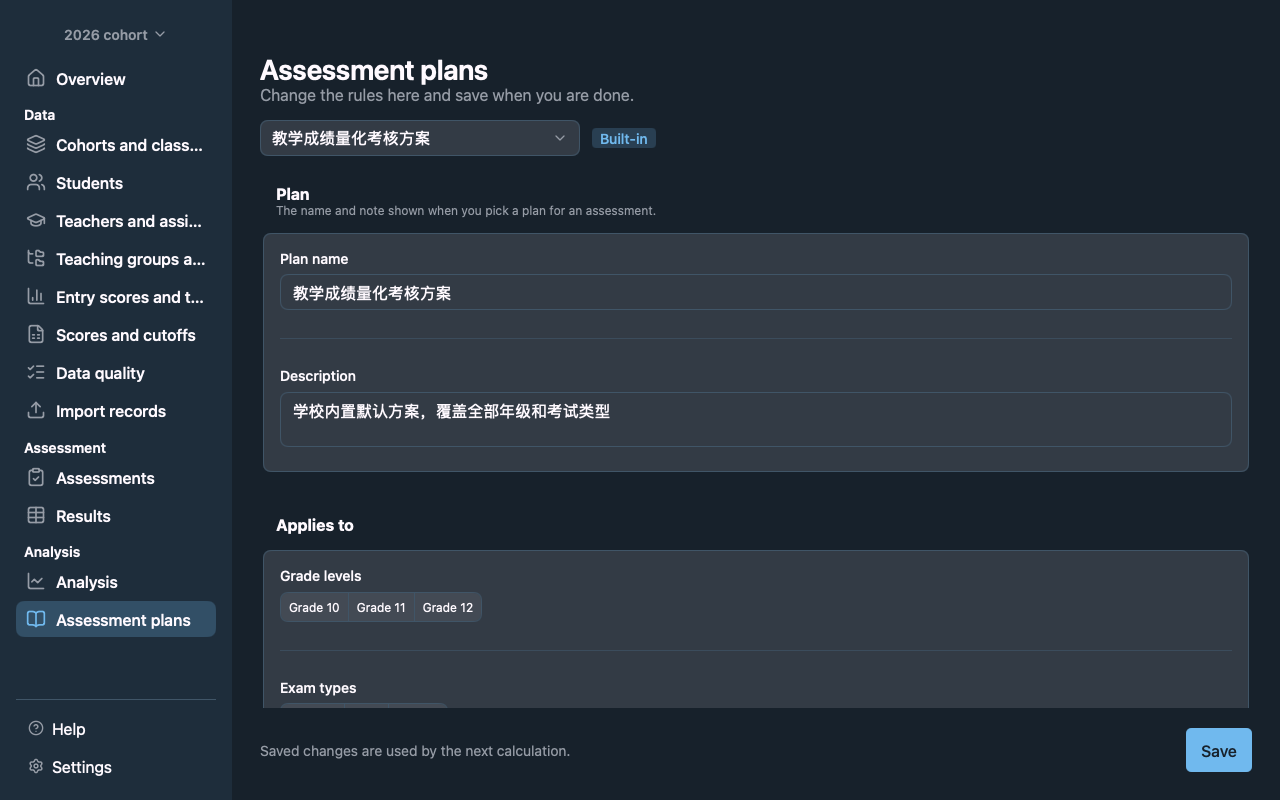 2026 cohort
Overview
Data
Cohorts and class...
Students
Teachers and assi...
Teaching groups a...
Entry scores and t...
Scores and cutoffs
Data quality
Import records
Assessment
Assessments
Results
Analysis
Analysis
Assessment plans
Help
Settings
Assessment plans
Change the rules here and save when you are done.
教学成绩量化考核方案
Built-in
Plan
The name and note shown when you pick a plan for an assessment.
Plan name
教学成绩量化考核方案
Description
学校内置默认方案，覆盖全部年级和考试类型
Applies to
Grade levels
Grade 10
Grade 11
Grade 12
Exam types
Saved changes are used by the next calculation.
Save